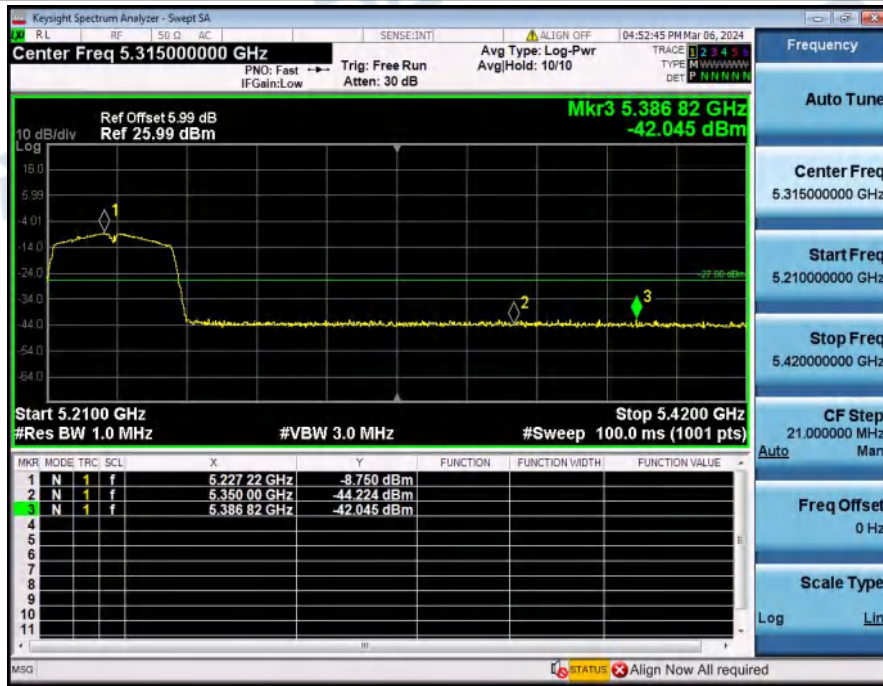 Keysight Spectrum Analyzer - Swept SA
LXI RL RF 50 Ω AC SENSE:INT ALIGN OFF 04:52:45 PM Mar 06, 2024
Center Freq 5.315000000 GHz
PNO: Fast
IFGain:Low
Trig: Free Run
Atten: 30 dB
Avg Type: Log-Pwr
Avg|Hold: 10/10
TRACE 1 2 3 4 5 6
TYPE M WWWWW
DET P N N N N N
Mkr3 5.386 82 GHz
-42.045 dBm
Ref Offset 5.99 dB
10 dB/div Ref 25.99 dBm
Log
16.0
5.99
-4.01
-14.0
-24.0
-34.0
-44.0
-54.0
-64.0
1
2
3
-27.00 dBm
Start 5.2100 GHz Stop 5.4200 GHz
#Res BW 1.0 MHz #VBW 3.0 MHz #Sweep 100.0 ms (1001 pts)
MKR MODE TRC SCL X Y FUNCTION FUNCTION WIDTH FUNCTION VALUE
1 N 1 f 5.227 22 GHz -8.750 dBm
2 N 1 f 5.350 00 GHz -44.224 dBm
3 N 1 f 5.386 82 GHz -42.045 dBm
4
5
6
7
8
9
10
11
MSG STATUS Align Now All required
Frequency
Auto Tune
Center Freq
5.315000000 GHz
Start Freq
5.210000000 GHz
Stop Freq
5.420000000 GHz
CF Step
21.000000 MHz
Auto Man
Freq Offset
0 Hz
Scale Type
Log Lin